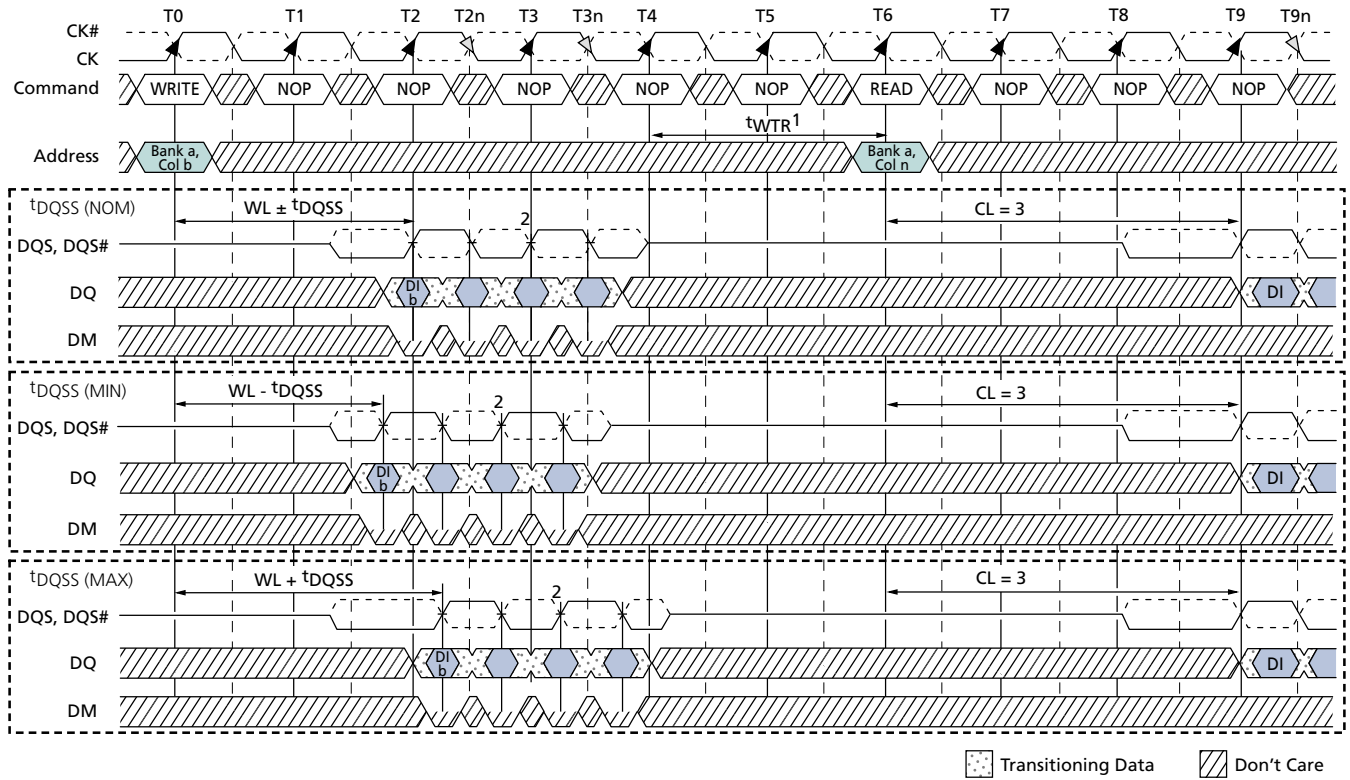 T0 T1 T2 T2n T3 T3n T4 T5 T6 T7 T8 T9 T9n
CK#
CK
Command WRITE NOP NOP NOP NOP NOP READ NOP NOP NOP
tWTR1
Address Bank a, Col b Bank a, Col n
tDQSS (NOM) WL ± tDQSS 2 CL = 3
DQS, DQS#
DQ DI b DI
DM
tDQSS (MIN) WL - tDQSS 2 CL = 3
DQS, DQS#
DQ DI b DI
DM
tDQSS (MAX) WL + tDQSS 2 CL = 3
DQS, DQS#
DQ DI b DI
DM
Transitioning Data Don't Care